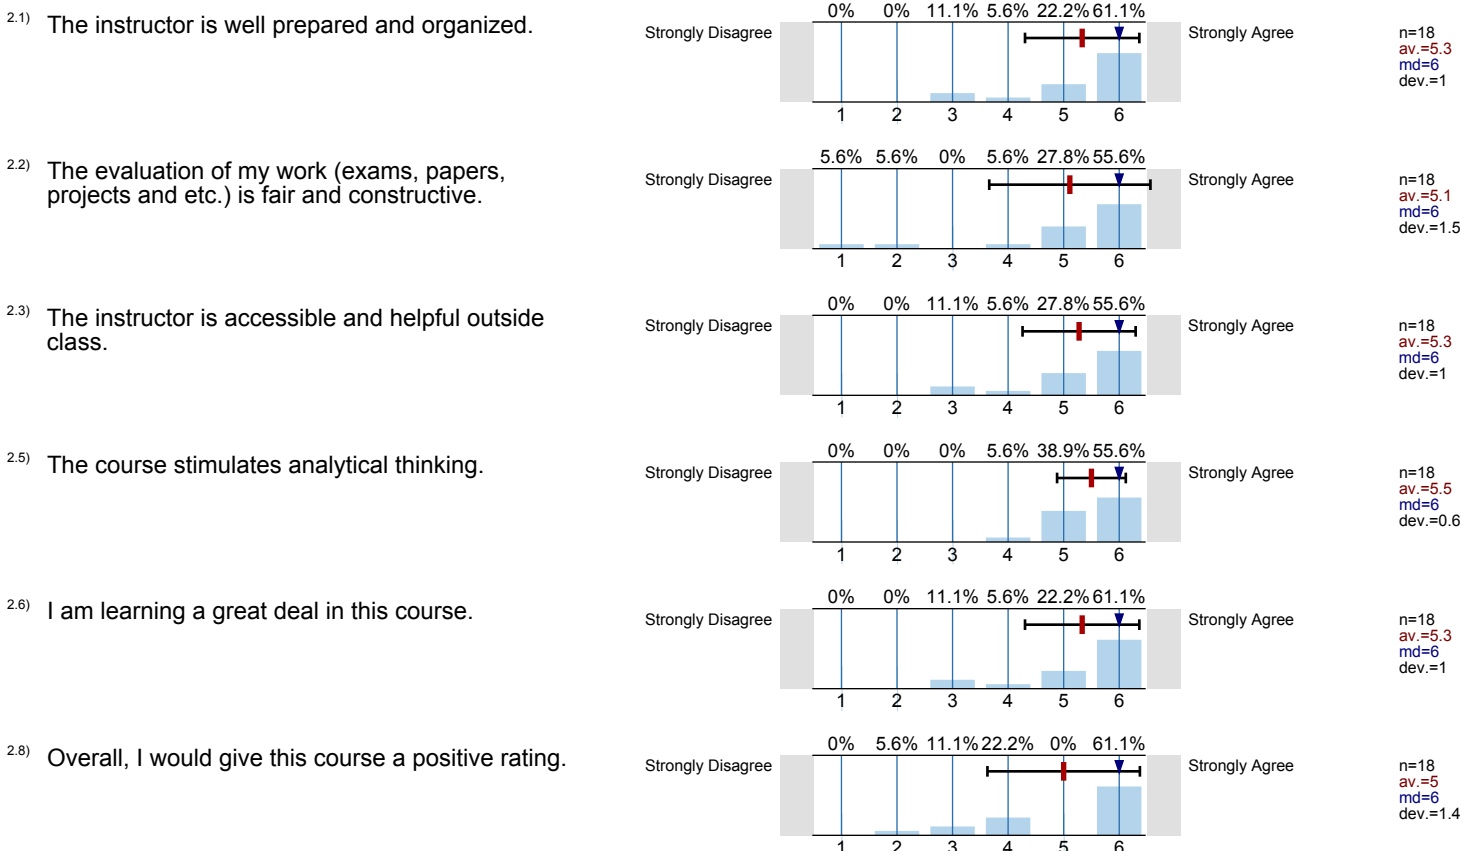 0% 0% 11.1% 5.6% 22.2% 61.1%
2.1) The instructor is well prepared and organized.
Strongly Disagree Strongly Agree
n=18
av.=5.3
md=6
dev.=1
1 2 3 4 5 6
5.6% 5.6% 0% 5.6% 27.8% 55.6%
2.2) The evaluation of my work (exams, papers,
projects and etc.) is fair and constructive.
Strongly Disagree Strongly Agree
n=18
av.=5.1
md=6
dev.=1.5
1 2 3 4 5 6
0% 0% 11.1% 5.6% 27.8% 55.6%
2.3) The instructor is accessible and helpful outside
class.
Strongly Disagree Strongly Agree
n=18
av.=5.3
md=6
dev.=1
1 2 3 4 5 6
0% 0% 0% 5.6% 38.9% 55.6%
2.5) The course stimulates analytical thinking.
Strongly Disagree Strongly Agree
n=18
av.=5.5
md=6
dev.=0.6
1 2 3 4 5 6
0% 0% 11.1% 5.6% 22.2% 61.1%
2.6) I am learning a great deal in this course.
Strongly Disagree Strongly Agree
n=18
av.=5.3
md=6
dev.=1
1 2 3 4 5 6
0% 5.6% 11.1% 22.2% 0% 61.1%
2.8) Overall, I would give this course a positive rating.
Strongly Disagree Strongly Agree
n=18
av.=5
md=6
dev.=1.4
1 2 3 4 5 6